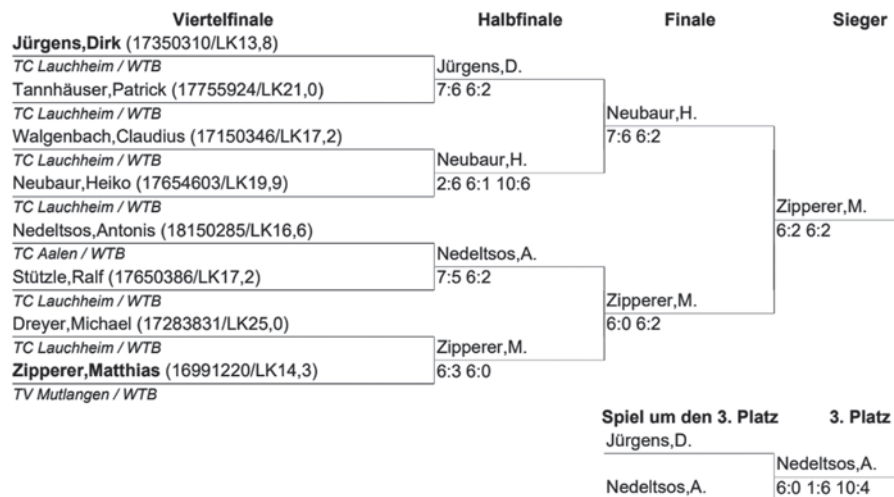 Viertelfinale Halbfinale Finale Sieger
Jürgens,Dirk (17350310/LK13,8)
TC Lauchheim / WTB Jürgens,D.
Tannhäuser,Patrick (17755924/LK21,0) 7:6 6:2
TC Lauchheim / WTB Neubaur,H.
Walgenbach,Claudius (17150346/LK17,2) 7:6 6:2
TC Lauchheim / WTB Neubaur,H.
Neubaur,Heiko (17654603/LK19,9) 2:6 6:1 10:6
TC Lauchheim / WTB Zipperer,M.
Nedeltsos,Antonis (18150285/LK16,6) 6:2 6:2
TC Aalen / WTB Nedeltsos,A.
Stützle,Ralf (17650386/LK17,2) 7:5 6:2
TC Lauchheim / WTB Zipperer,M.
Dreyer,Michael (17283831/LK25,0) 6:0 6:2
TC Lauchheim / WTB Zipperer,M.
Zipperer,Matthias (16991220/LK14,3) 6:3 6:0
TV Mutlangen / WTB
Spiel um den 3. Platz 3. Platz
Jürgens,D.
Nedeltsos,A.
Nedeltsos,A. 6:0 1:6 10:4